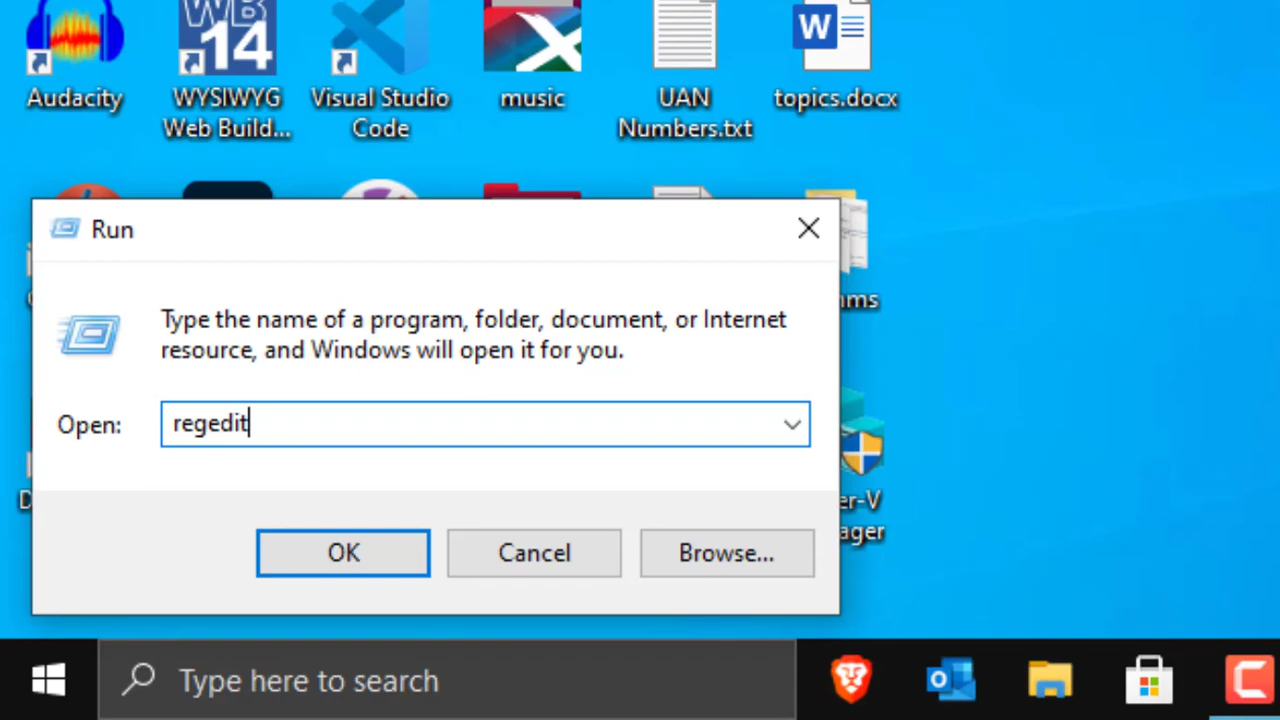 WB
14
Audacity
WYSIWYG
Web Build...
Visual Studio
Code
music
UAN
Numbers.txt
W
topics.docx
Run
Type the name of a program, folder, document, or Internet
resource, and Windows will open it for you.
Open:
regedit
OK
Cancel
Browse...
Type here to search